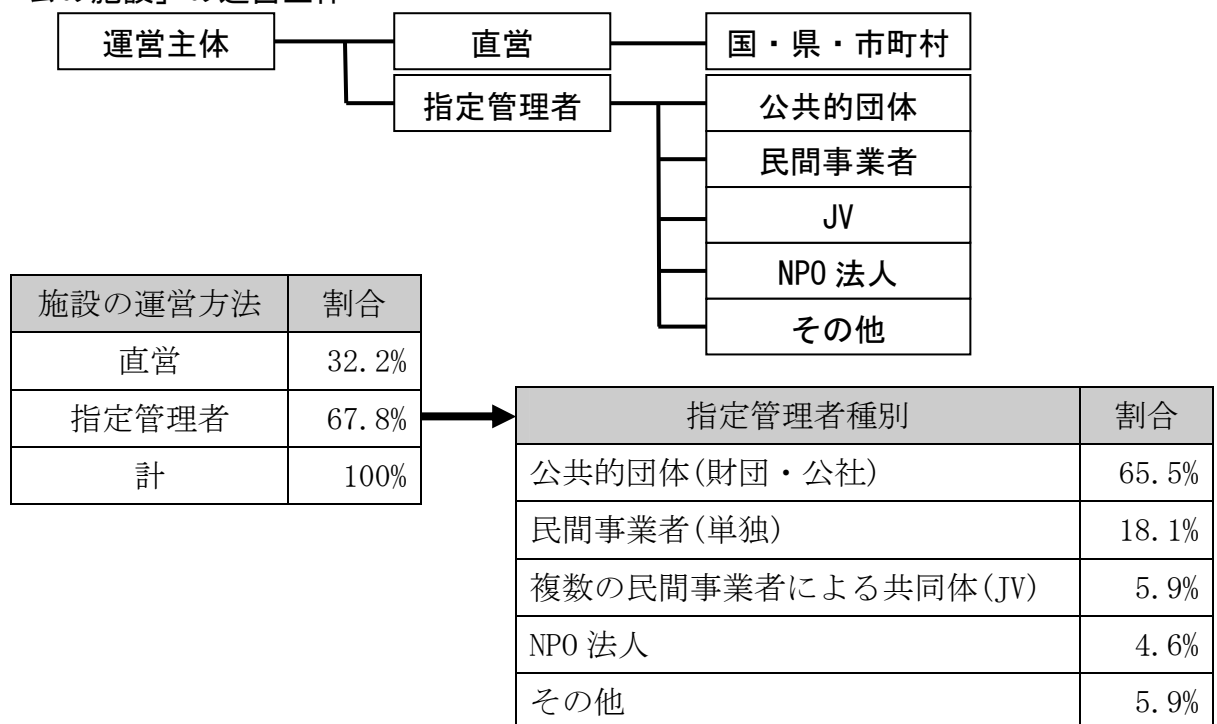 運営主体
直営
国・県・市町村
指定管理者
公共的団体
民間事業者
JV
NPO 法人
その他
施設の運営方法 割合
直営 32.2%
指定管理者 67.8%
計 100%
指定管理者種別 割合
公共的団体(財団・公社) 65.5%
民間事業者(単独) 18.1%
複数の民間事業者による共同体(JV) 5.9%
NPO 法人 4.6%
その他 5.9%